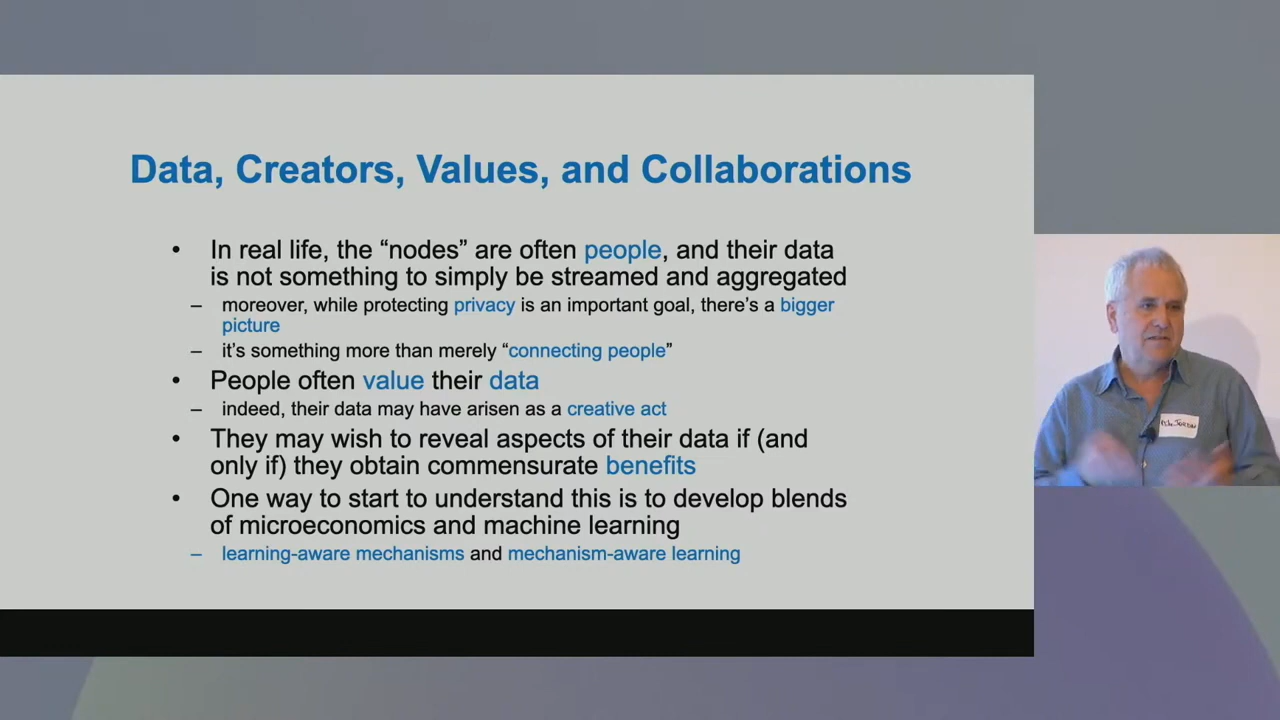 Data, Creators, Values, and Collaborations
• In real life, the “nodes” are often people, and their data
is not something to simply be streamed and aggregated
– moreover, while protecting privacy is an important goal, there’s a bigger
picture
– it’s something more than merely “connecting people”
• People often value their data
– indeed, their data may have arisen as a creative act
• They may wish to reveal aspects of their data if (and
only if) they obtain commensurate benefits
• One way to start to understand this is to develop blends
of microeconomics and machine learning
– learning-aware mechanisms and mechanism-aware learning